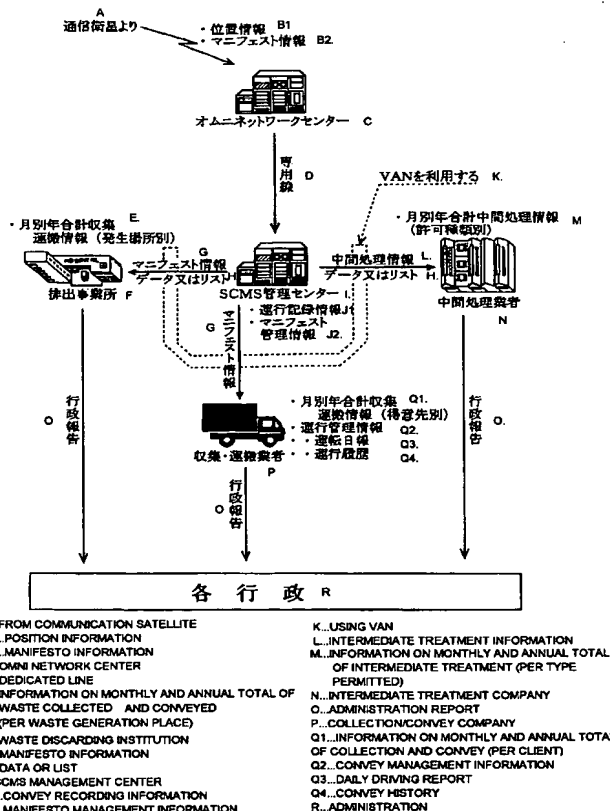 A
通信衛星より
・位置情報 B1
・マニフェスト情報 B2.
オムニネットワークセンター C
専用線 D
VANを利用する K.
E.
・月別年合計収集
運搬情報（発生場所別）
・月別年合計中間処理情報 M
（許可種類別）
G
マニフェスト情報
データ又はリスト H
排出事業所 F
中間処理情報 L.
データ又はリスト H.
中間処理業者
N
SCMS管理センター I.
・運行記録情報J1
・マニフェスト
管理情報 J2.
G マニフェスト情報
・月別年合計収集 Q1.
運搬情報（得意先別）
・運行管理情報 Q2.
・・運転日報 Q3.
・・運行履歴 Q4.
収集・運搬業者
P
O 行政報告
O 行政報告
行政報告 O.
各行政 R
FROM COMMUNICATION SATELLITE
..POSITION INFORMATION
..MANIFESTO INFORMATION
OMNI NETWORK CENTER
DEDICATED LINE
INFORMATION ON MONTHLY AND ANNUAL TOTAL OF
WASTE COLLECTED AND CONVEYED
(PER WASTE GENERATION PLACE)
WASTE DISCARDING INSTITUTION
MANIFESTO INFORMATION
DATA OR LIST
SCMS MANAGEMENT CENTER
..CONVEY RECORDING INFORMATION
..MANIFESTO MANAGEMENT INFORMATION
K...USING VAN
L...INTERMEDIATE TREATMENT INFORMATION
M...INFORMATION ON MONTHLY AND ANNUAL TOTAL
OF INTERMEDIATE TREATMENT (PER TYPE
PERMITTED)
N...INTERMEDIATE TREATMENT COMPANY
O...ADMINISTRATION REPORT
P...COLLECTION/CONVEY COMPANY
Q1...INFORMATION ON MONTHLY AND ANNUAL TOTAL
OF COLLECTION AND CONVEY (PER CLIENT)
Q2...CONVEY MANAGEMENT INFORMATION
Q3...DAILY DRIVING REPORT
Q4...CONVEY HISTORY
R...ADMINISTRATION